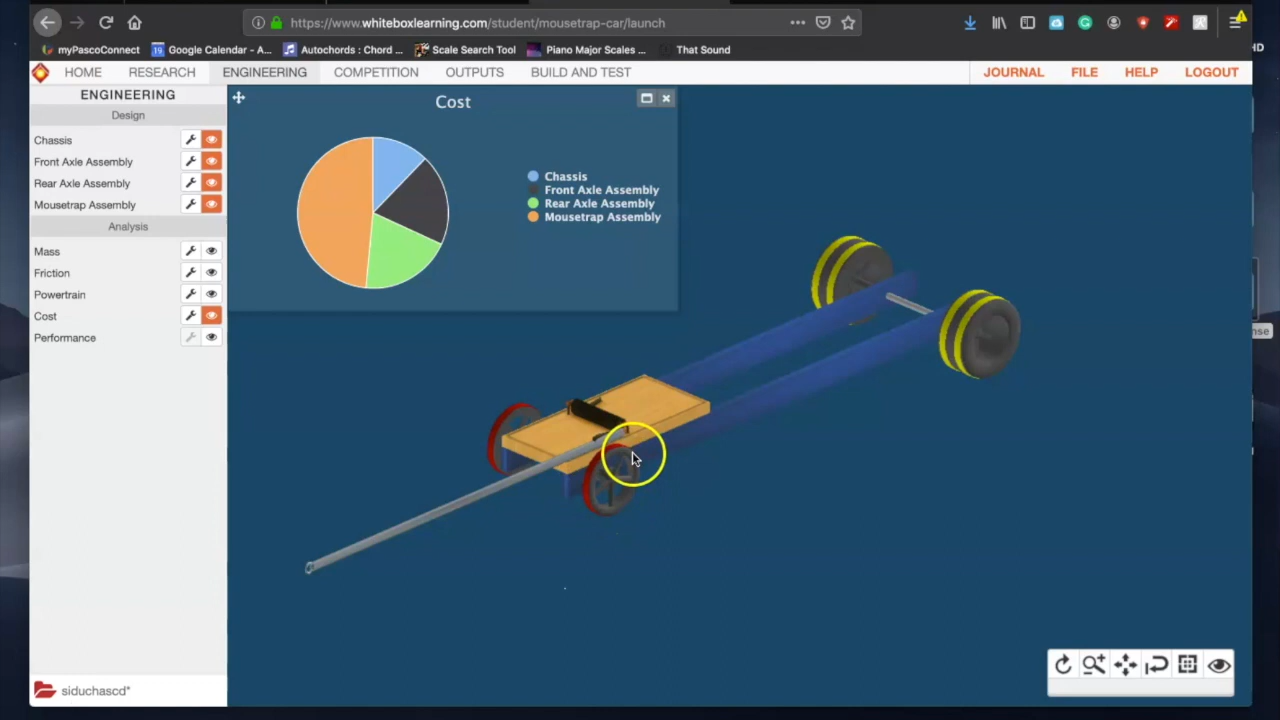 https://www.whiteboxlearning.com/student/mousetrap-car/launch
HD
myPascoConnect
19 Google Calendar - A...
Autochords : Chord ...
Scale Search Tool
Piano Major Scales ...
That Sound
HOME
RESEARCH
ENGINEERING
COMPETITION
OUTPUTS
BUILD AND TEST
JOURNAL
FILE
HELP
LOGOUT
ENGINEERING
Design
Chassis
Front Axle Assembly
Rear Axle Assembly
Mousetrap Assembly
Analysis
Mass
Friction
Powertrain
Cost
Performance
Cost
Chassis
Front Axle Assembly
Rear Axle Assembly
Mousetrap Assembly
nse
siduchascd*